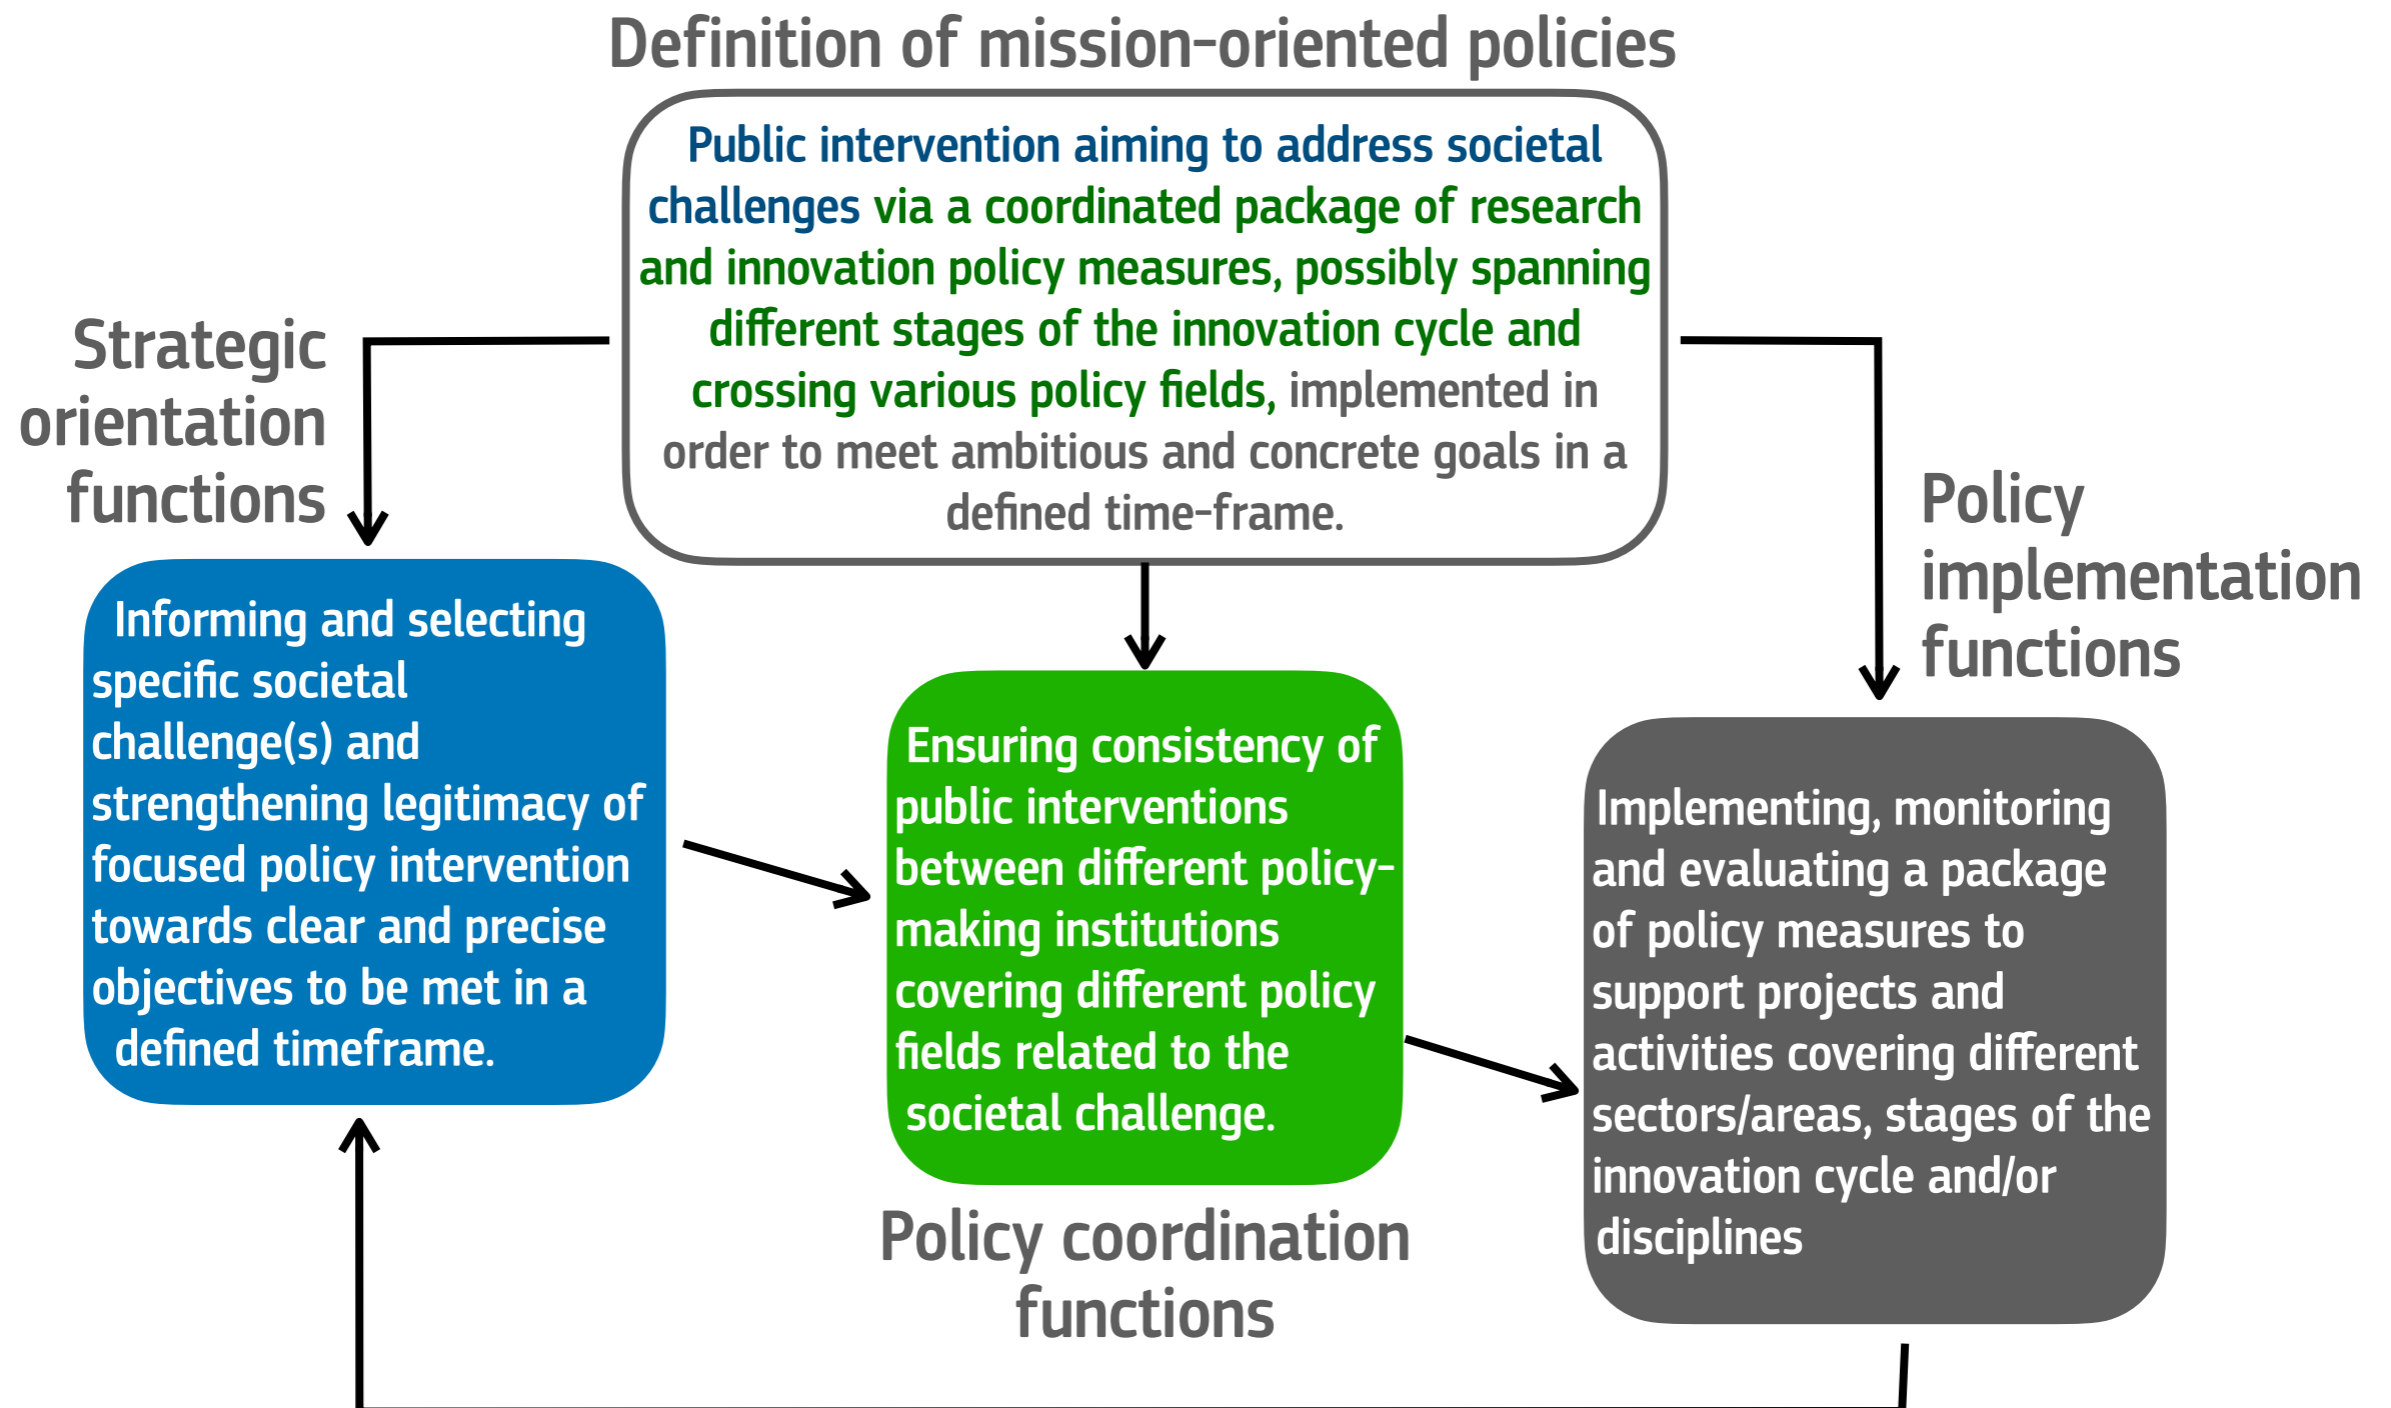 Definition of mission-oriented policies
Public intervention aiming to address societal
challenges via a coordinated package of research
and innovation policy measures, possibly spanning
different stages of the innovation cycle and
crossing various policy fields, implemented in
order to meet ambitious and concrete goals in a
defined time-frame.
Strategic
orientation
functions
Informing and selecting
specific societal
challenge(s) and
strengthening legitimacy of
focused policy intervention
towards clear and precise
objectives to be met in a
defined timeframe.
Ensuring consistency of
public interventions
between different policy-
making institutions
covering different policy
fields related to the
societal challenge.
Policy coordination
functions
Policy
implementation
functions
Implementing, monitoring
and evaluating a package
of policy measures to
support projects and
activities covering different
sectors/areas, stages of the
innovation cycle and/or
disciplines